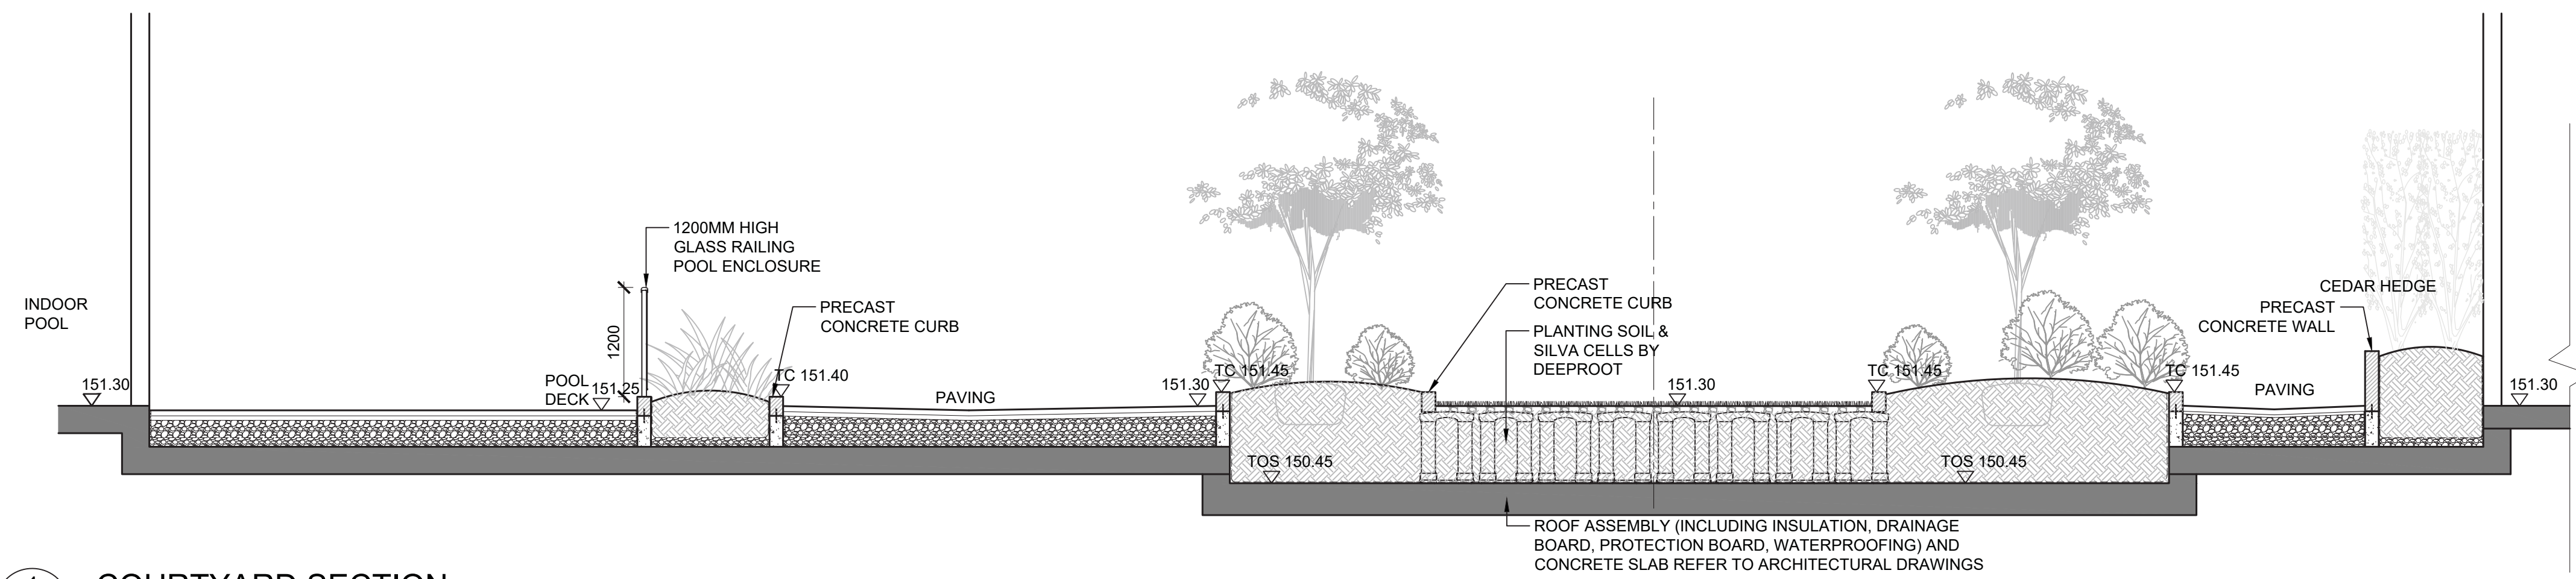 1200MM HIGH
GLASS RAILING
POOL ENCLOSURE
INDOOR
POOL
1200
PRECAST
CONCRETE CURB
PRECAST
CONCRETE CURB
PLANTING SOIL &
SILVA CELLS BY
DEEPROOT
CEDAR HEDGE
PRECAST
CONCRETE WALL
151.30
POOL
DECK
151.25
TC 151.40
PAVING
151.30
TC 151.45
151.30
TC 151.45
TC 151.45
PAVING
151.30
TOS 150.45
TOS 150.45
ROOF ASSEMBLY (INCLUDING INSULATION, DRAINAGE
BOARD, PROTECTION BOARD, WATERPROOFING) AND
CONCRETE SLAB REFER TO ARCHITECTURAL DRAWINGS
COURTYARD SECTION